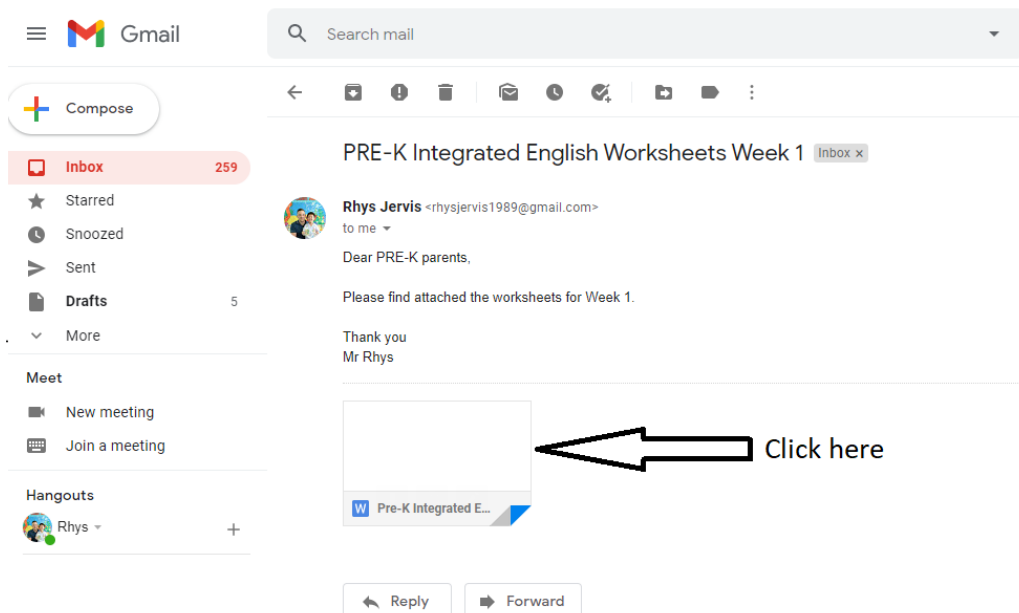 Gmail
Search mail
Compose
Inbox 259
Starred
Snoozed
Sent
Drafts 5
More
Meet
New meeting
Join a meeting
Hangouts
Rhys
PRE-K Integrated English Worksheets Week 1 Inbox x
Rhys Jervis <rhysjervis1989@gmail.com>
to me
Dear PRE-K parents,
Please find attached the worksheets for Week 1.
Thank you
Mr Rhys
Click here
W Pre-K Integrated E...
Reply Forward